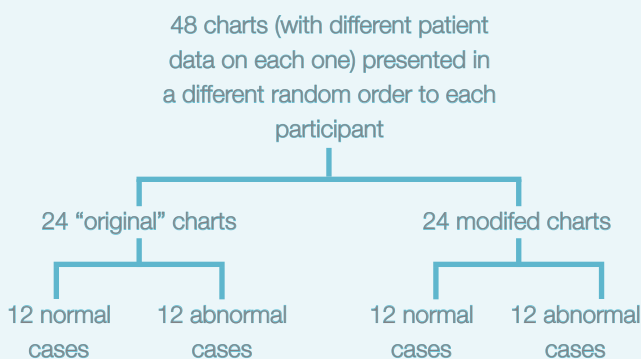 48 charts (with different patient
data on each one) presented in
a different random order to each
participant
24 “original” charts
24 modifed charts
12 normal
cases
12 abnormal
cases
12 normal
cases
12 abnormal
cases